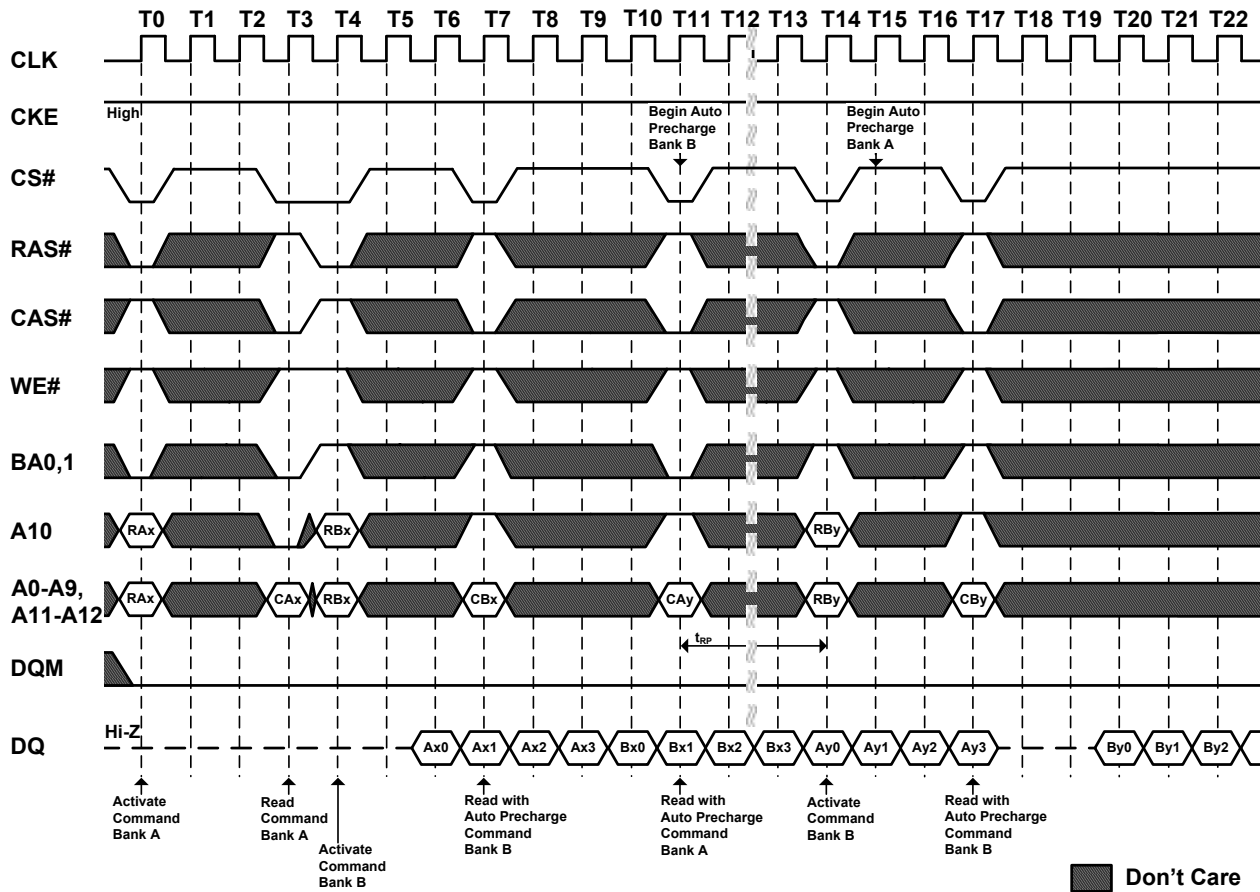 T0 T1 T2 T3 T4 T5 T6 T7 T8 T9 T10 T11 T12 T13 T14 T15 T16 T17 T18 T19 T20 T21 T22
CLK
CKE
High
Begin Auto
Precharge
Bank B
Begin Auto
Precharge
Bank A
CS#
RAS#
CAS#
WE#
BA0,1
A10
RAx RBx RBy
A0-A9,
A11-A12
RAx CAx RBx CBx CAy RBy CBy
tRP
DQM
DQ
Hi-Z
Ax0 Ax1 Ax2 Ax3 Bx0 Bx1 Bx2 Bx3 Ay0 Ay1 Ay2 Ay3 By0 By1 By2
Activate
Command
Bank A
Read
Command
Bank A
Activate
Command
Bank B
Read with
Auto Precharge
Command
Bank B
Read with
Auto Precharge
Command
Bank A
Activate
Command
Bank B
Read with
Auto Precharge
Command
Bank B
Don't Care